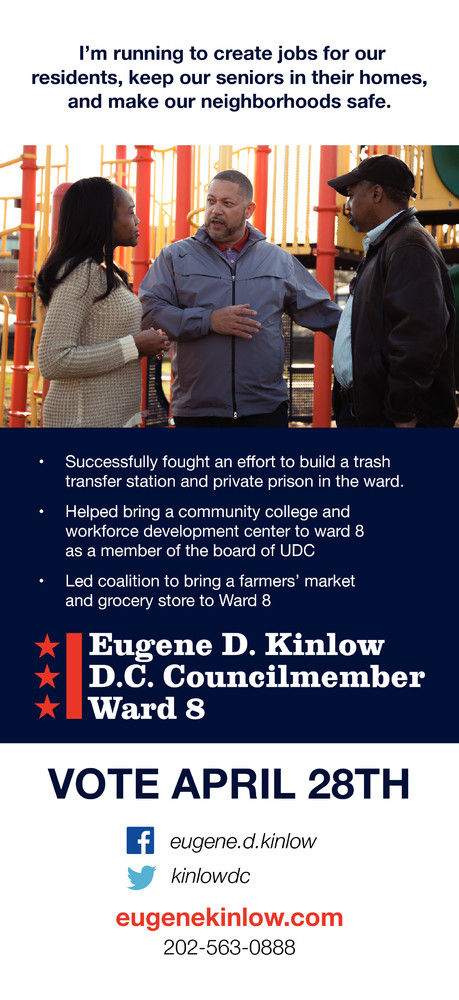 I’m running to create jobs for our
residents, keep our seniors in their homes,
and make our neighborhoods safe.
• Successfully fought an effort to build a trash
transfer station and private prison in the ward.
• Helped bring a community college and
workforce development center to ward 8
as a member of the board of UDC
• Led coalition to bring a farmers’ market
and grocery store to Ward 8
Eugene D. Kinlow
D.C. Councilmember
Ward 8
VOTE APRIL 28TH
eugene.d.kinlow
kinlowdc
eugenekinlow.com
202-563-0888